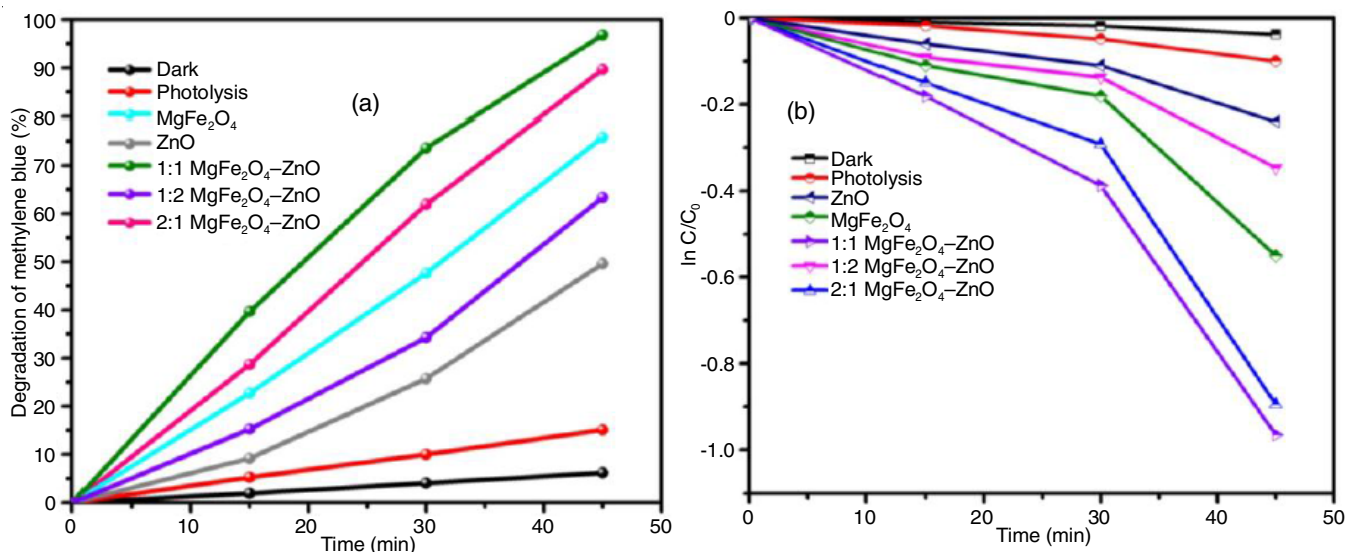 100
90
80
70
60
50
40
30
20
10
0
Degradation of methylene blue (%)
Dark
Photolysis
MgFe₂O₄
ZnO
1:1 MgFe₂O₄–ZnO
1:2 MgFe₂O₄–ZnO
2:1 MgFe₂O₄–ZnO
(a)
0 10 20 30 40 50
Time (min)
0
-0.2
-0.4
-0.6
-0.8
-1.0
ln C/C₀
(b)
Dark
Photolysis
ZnO
MgFe₂O₄
1:1 MgFe₂O₄–ZnO
1:2 MgFe₂O₄–ZnO
2:1 MgFe₂O₄–ZnO
0 10 20 30 40 50
Time (min)